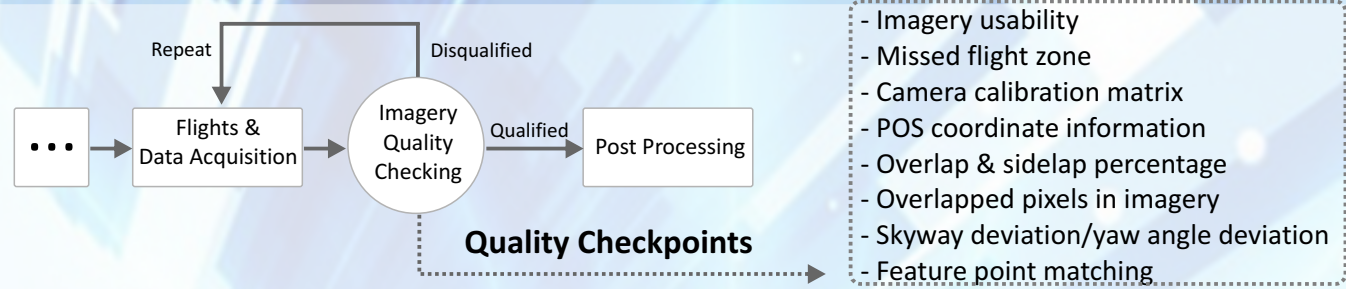 Repeat
Disqualified
...
Flights &
Data Acquisition
Imagery
Quality
Checking
Qualified
Post Processing
Quality Checkpoints
- Imagery usability
- Missed flight zone
- Camera calibration matrix
- POS coordinate information
- Overlap & sidelap percentage
- Overlapped pixels in imagery
- Skyway deviation/yaw angle deviation
- Feature point matching